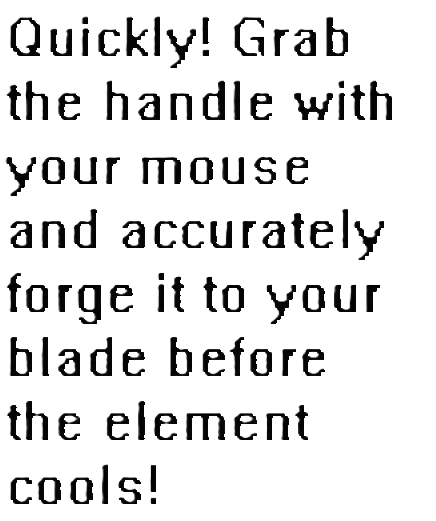 Quickly! Grab
the handle with
your mouse
and accurately
forge it to your
blade before
the element
cools!